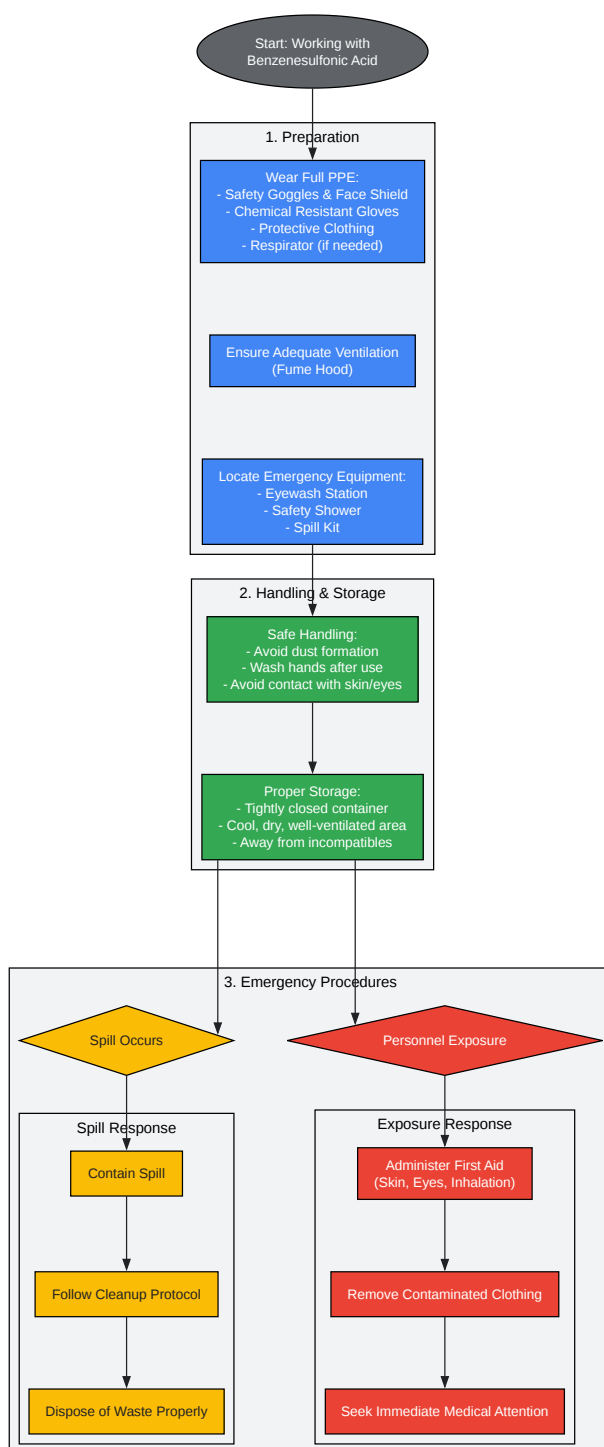 Start: Working with
Benzenesulfonic Acid
1. Preparation
Wear Full PPE:
- Safety Goggles & Face Shield
- Chemical Resistant Gloves
- Protective Clothing
- Respirator (if needed)
Ensure Adequate Ventilation
(Fume Hood)
Locate Emergency Equipment:
- Eyewash Station
- Safety Shower
- Spill Kit
2. Handling & Storage
Safe Handling:
- Avoid dust formation
- Wash hands after use
- Avoid contact with skin/eyes
Proper Storage:
- Tightly closed container
- Cool, dry, well-ventilated area
- Away from incompatibles
3. Emergency Procedures
Spill Occurs
Personnel Exposure
Spill Response
Contain Spill
Follow Cleanup Protocol
Dispose of Waste Properly
Exposure Response
Administer First Aid
(Skin, Eyes, Inhalation)
Remove Contaminated Clothing
Seek Immediate Medical Attention